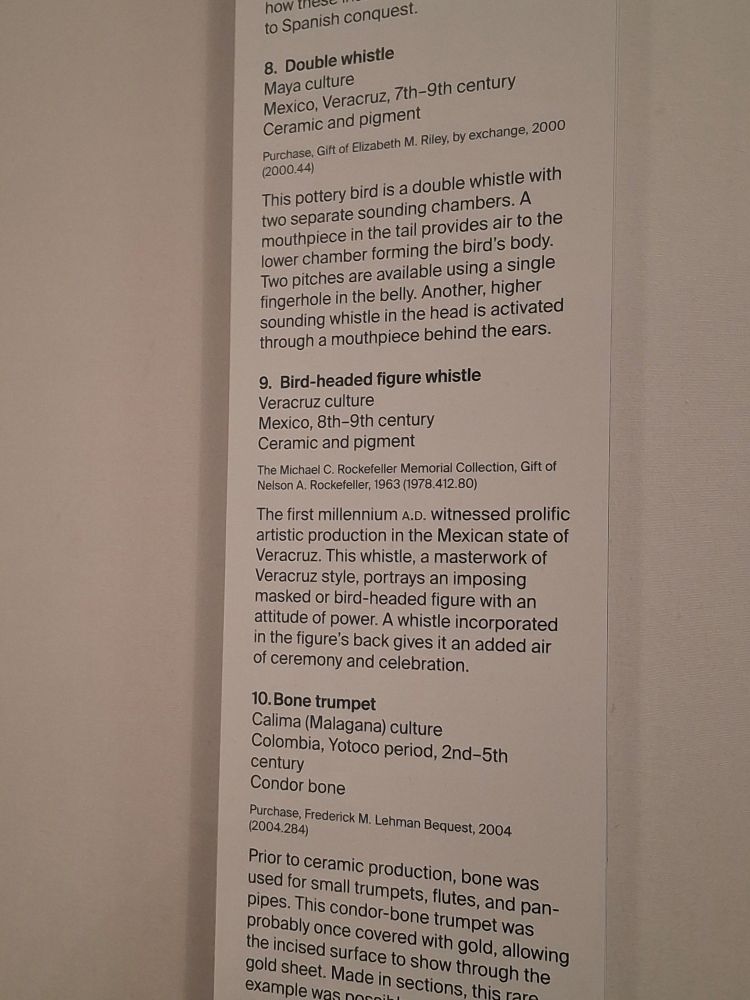 how these
to Spanish conquest.
8. Double whistle
Maya culture
Mexico, Veracruz, 7th–9th century
Ceramic and pigment
Purchase, Gift of Elizabeth M. Riley, by exchange, 2000
(2000.44)
This pottery bird is a double whistle with
two separate sounding chambers. A
mouthpiece in the tail provides air to the
lower chamber forming the bird's body.
Two pitches are available using a single
fingerhole in the belly. Another, higher
sounding whistle in the head is activated
through a mouthpiece behind the ears.
9. Bird-headed figure whistle
Veracruz culture
Mexico, 8th–9th century
Ceramic and pigment
The Michael C. Rockefeller Memorial Collection, Gift of
Nelson A. Rockefeller, 1963 (1978.412.80)
The first millennium A.D. witnessed prolific
artistic production in the Mexican state of
Veracruz. This whistle, a masterwork of
Veracruz style, portrays an imposing
masked or bird-headed figure with an
attitude of power. A whistle incorporated
in the figure's back gives it an added air
of ceremony and celebration.
10. Bone trumpet
Calima (Malagana) culture
Colombia, Yotoco period, 2nd–5th
century
Condor bone
Purchase, Frederick M. Lehman Bequest, 2004
(2004.284)
Prior to ceramic production, bone was
used for small trumpets, flutes, and pan-
pipes. This condor-bone trumpet was
probably once covered with gold, allowing
the incised surface to show through the
gold sheet. Made in sections, this rare
example was